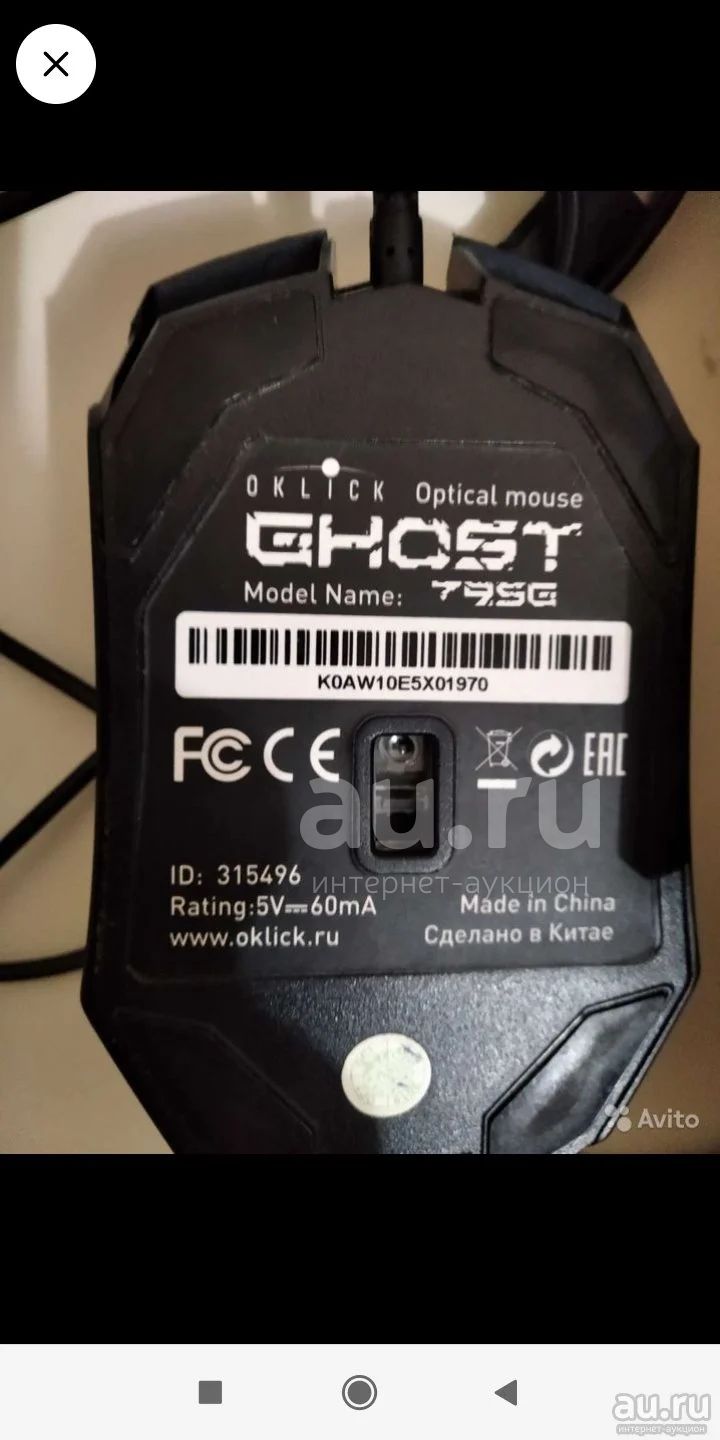 OKLICK Optical mouse
GHOST
Model Name: 795G
K0AW10E5X01970
FC CE EAC
au.ru
интернет-аукцион
ID: 315496
Rating:5V⎓60mA Made in China
www.oklick.ru Сделано в Китае
Avito
au.ru
интернет-аукцион